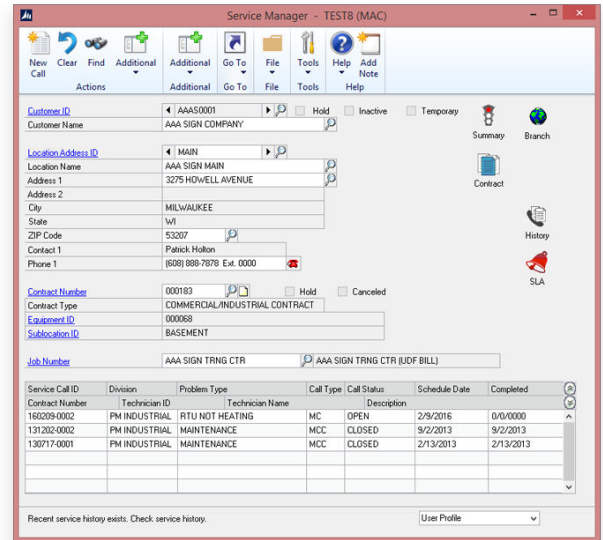 Service Manager - TEST8 (MAC)
New Call Clear Find Additional Additional Go To File Tools Help Add Note
Actions Additional Go To File Tools Help
Customer ID AAAS0001 Hold Inactive Temporary
Customer Name AAA SIGN COMPANY
Summary Branch
Location Address ID MAIN
Location Name AAA SIGN MAIN
Address 1 3275 HOWELL AVENUE
Contract
Address 2
City MILWAUKEE
State WI
ZIP Code 53207
History
Contact 1 Patrick Holton
Phone 1 (608) 888-7878 Ext. 0000
SLA
Contract Number 000183 Hold Canceled
Contract Type COMMERCIAL/INDUSTRIAL CONTRACT
Equipment ID 000068
Sublocation ID BASEMENT
Job Number AAA SIGN TRNG CTR AAA SIGN TRNG CTR (UDF BILL)
Service Call ID Division Problem Type Call Type Call Status Schedule Date Completed
Contract Number Technician ID Technician Name Description
160209-0002 PM INDUSTRIAL RTU NOT HEATING MC OPEN 2/9/2016 0/0/0000
131202-0002 PM INDUSTRIAL MAINTENANCE MCC CLOSED 9/2/2013 9/2/2013
130717-0001 PM INDUSTRIAL MAINTENANCE MCC CLOSED 2/13/2013 2/13/2013
Recent service history exists. Check service history. User Profile